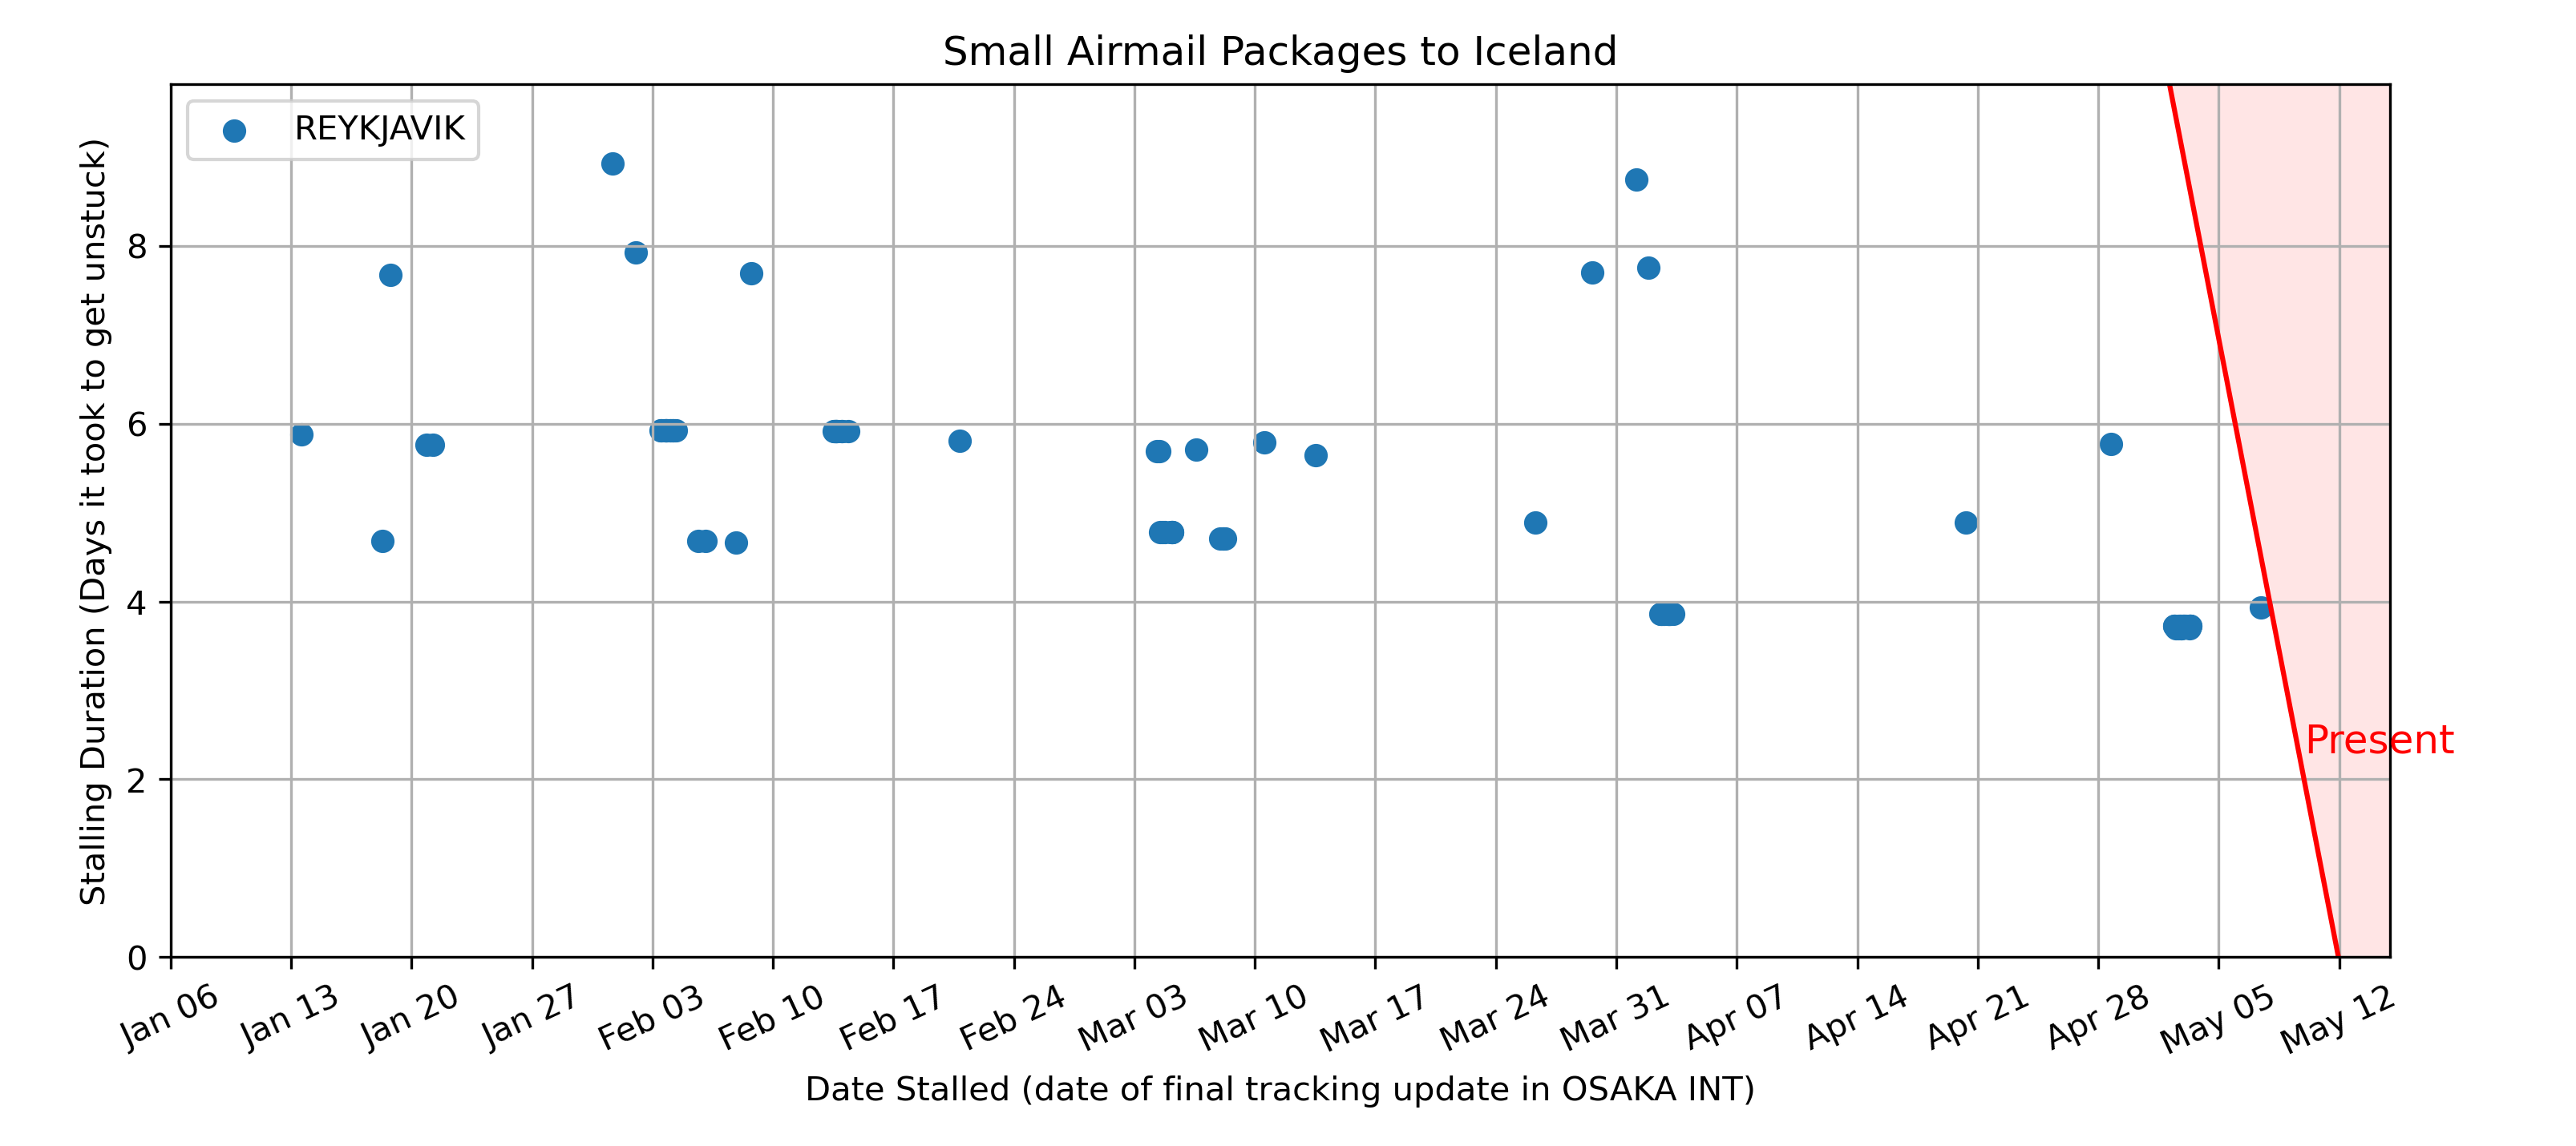 Small Airmail Packages to Iceland
REYKJAVIK
Stalling Duration (Days it took to get unstuck)
8
6
4
2
0
Present
Jan 06 Jan 13 Jan 20 Jan 27 Feb 03 Feb 10 Feb 17 Feb 24 Mar 03 Mar 10 Mar 17 Mar 24 Mar 31 Apr 07 Apr 14 Apr 21 Apr 28 May 05 May 12
Date Stalled (date of final tracking update in OSAKA INT)